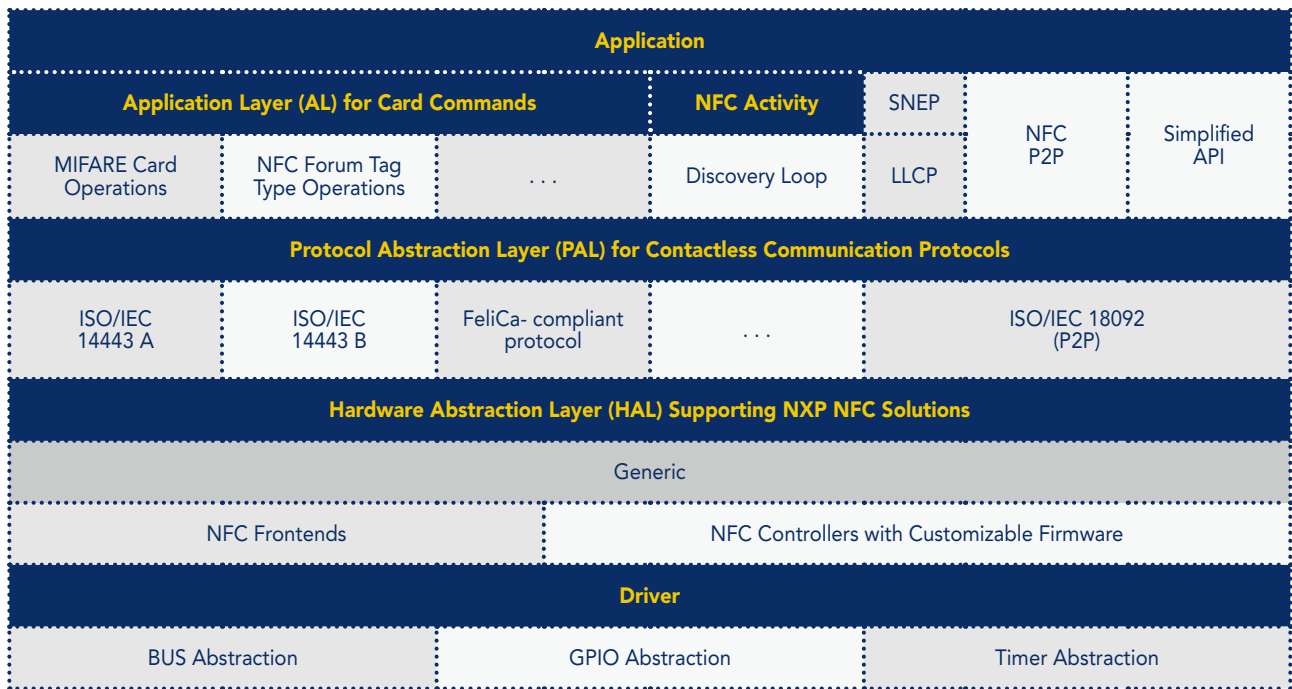 Application
Application Layer (AL) for Card Commands
NFC Activity
SNEP
NFC
P2P
Simplified
API
MIFARE Card
Operations
NFC Forum Tag
Type Operations
. . .
Discovery Loop
LLCP
Protocol Abstraction Layer (PAL) for Contactless Communication Protocols
ISO/IEC
14443 A
ISO/IEC
14443 B
FeliCa- compliant
protocol
. . .
ISO/IEC 18092
(P2P)
Hardware Abstraction Layer (HAL) Supporting NXP NFC Solutions
Generic
NFC Frontends
NFC Controllers with Customizable Firmware
Driver
BUS Abstraction
GPIO Abstraction
Timer Abstraction